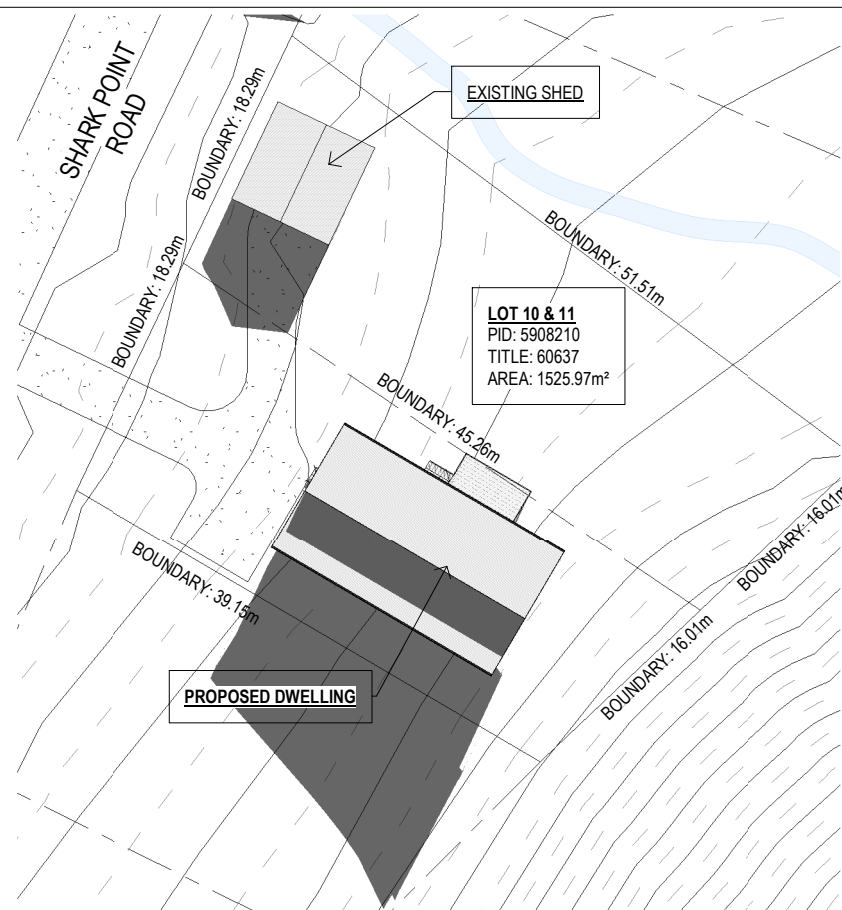 SHARK POINT
ROAD
BOUNDARY: 18.29m
EXISTING SHED
BOUNDARY: 18.29m
BOUNDARY: 51.51m
LOT 10 & 11
PID: 5908210
TITLE: 60637
AREA: 1525.97m²
BOUNDARY: 45.26m
BOUNDARY: 16.01m
BOUNDARY: 39.15m
BOUNDARY: 16.01m
PROPOSED DWELLING